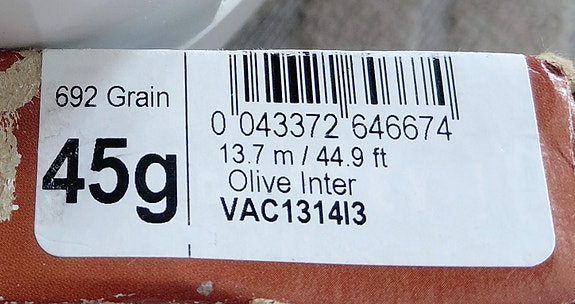 692 Grain
45g
0 043372 646674
13.7 m / 44.9 ft
Olive Inter
VAC1314I3